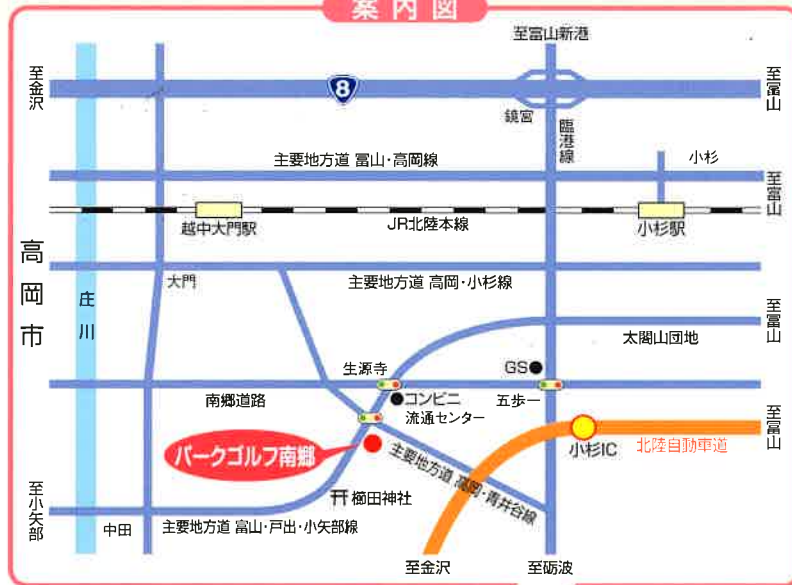 案内図
至富山新港
至金沢
8
至富山
鏡宮
臨港線
主要地方道 富山・高岡線
小杉
至富山
越中大門駅
JR北陸本線
小杉駅
高岡市
庄川
大門
主要地方道 高岡・小杉線
至富山
太閤山団地
生源寺
GS
南郷道路
コンビニ
五歩一
流通センター
至富山
パークゴルフ南郷
主要地方道 高岡・青井谷線
小杉IC
北陸自動車道
至小矢部
櫛田神社
中田
主要地方道 富山・戸出・小矢部線
至金沢
至砺波